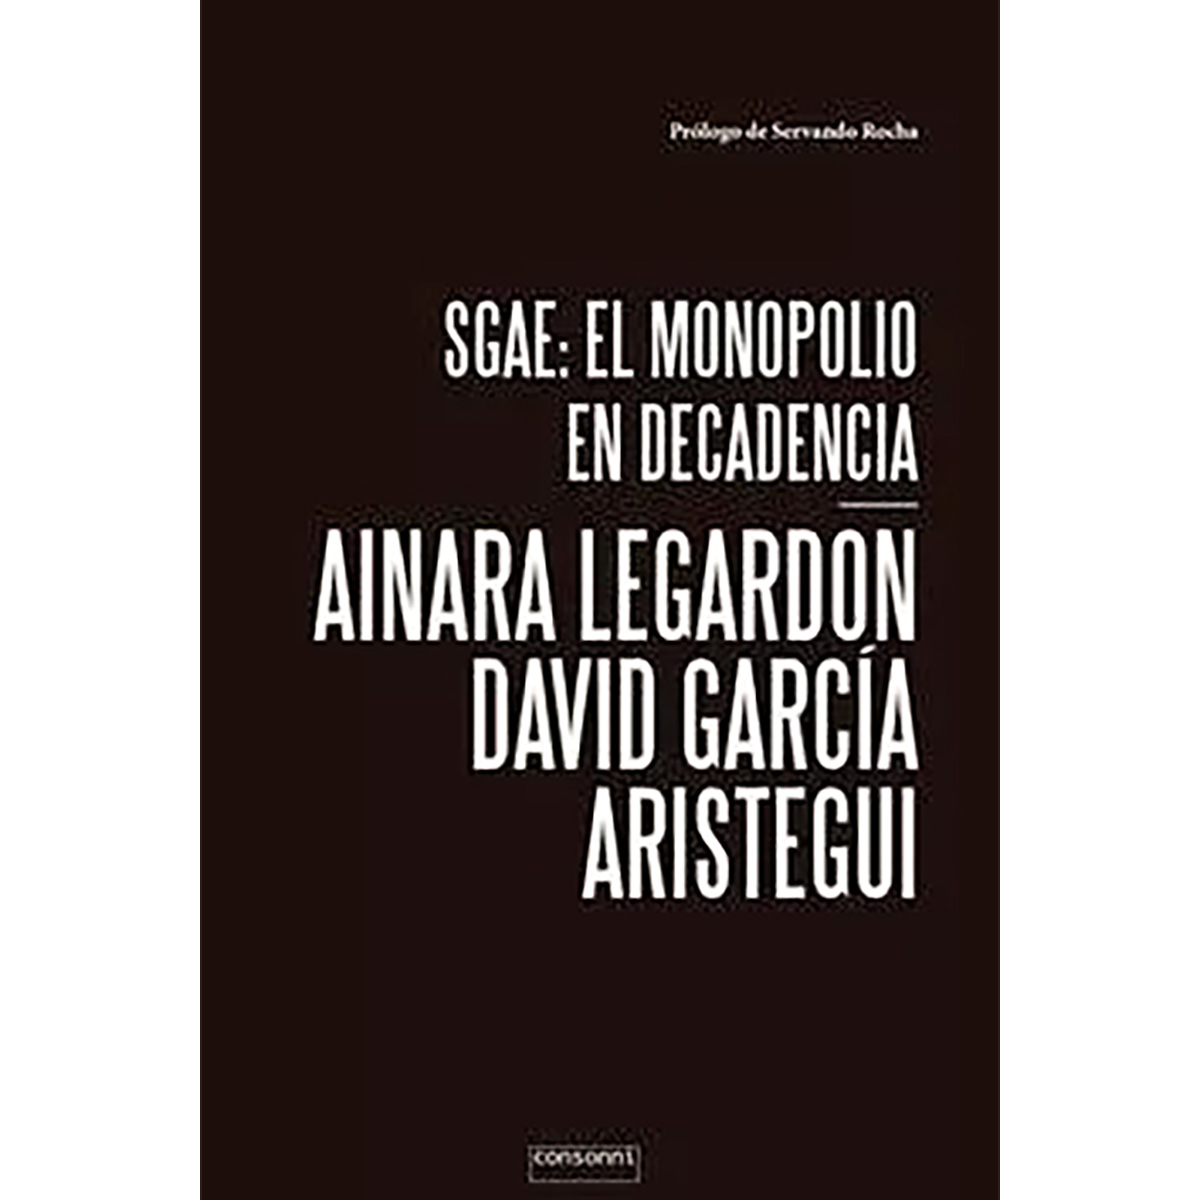 Prólogo de Servando Rocha
SGAE: EL MONOPOLIO
EN DECADENCIA
AINARA LEGARDON
DAVID GARCÍA
ARISTEGUI
consonni